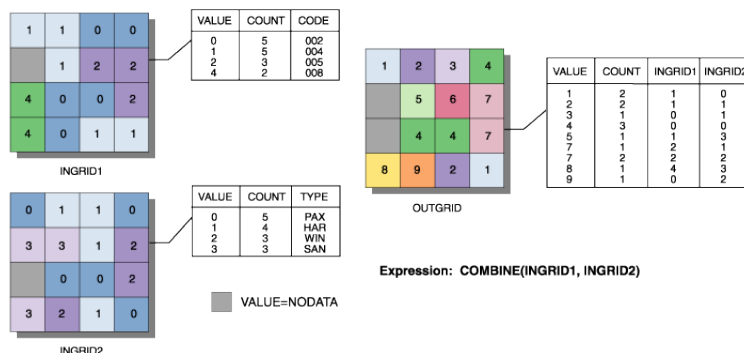 1 1 0 0
1 2 2
4 0 0 2
4 0 1 1
INGRID1
VALUE COUNT CODE
0 5 002
1 5 004
2 3 005
4 2 008
0 1 1 0
3 3 1 2
0 0 2
3 2 1 0
INGRID2
VALUE COUNT TYPE
0 5 PAX
1 4 HAR
2 3 WIN
3 3 SAN
VALUE=NODATA
1 2 3 4
5 6 7
4 4 7
8 9 2 1
OUTGRID
VALUE COUNT INGRID1 INGRID2
1 2 1 0
2 2 1 1
3 1 0 1
4 3 0 0
5 1 1 3
7 1 2 1
7 2 2 2
8 1 4 3
9 1 0 2
Expression: COMBINE(INGRID1, INGRID2)